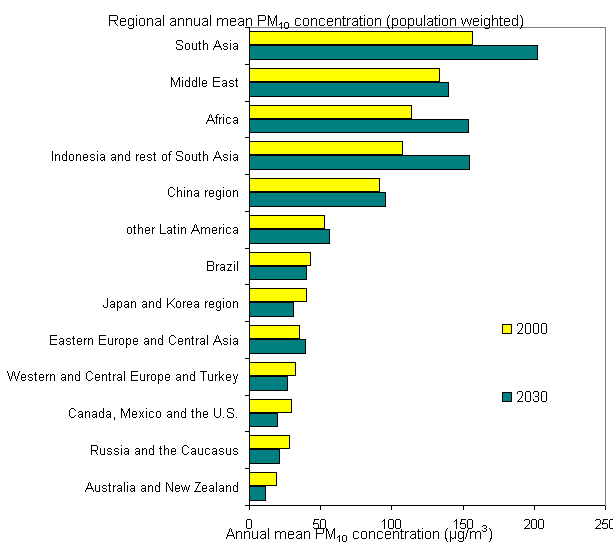 Regional annual mean PM10 concentration (population weighted)
South Asia
Middle East
Africa
Indonesia and rest of South Asia
China region
other Latin America
Brazil
Japan and Korea region
Eastern Europe and Central Asia
Western and Central Europe and Turkey
Canada, Mexico and the U.S.
Russia and the Caucasus
Australia and New Zealand
2000
2030
0 50 100 150 200 250
Annual mean PM10 concentration (µg/m³)